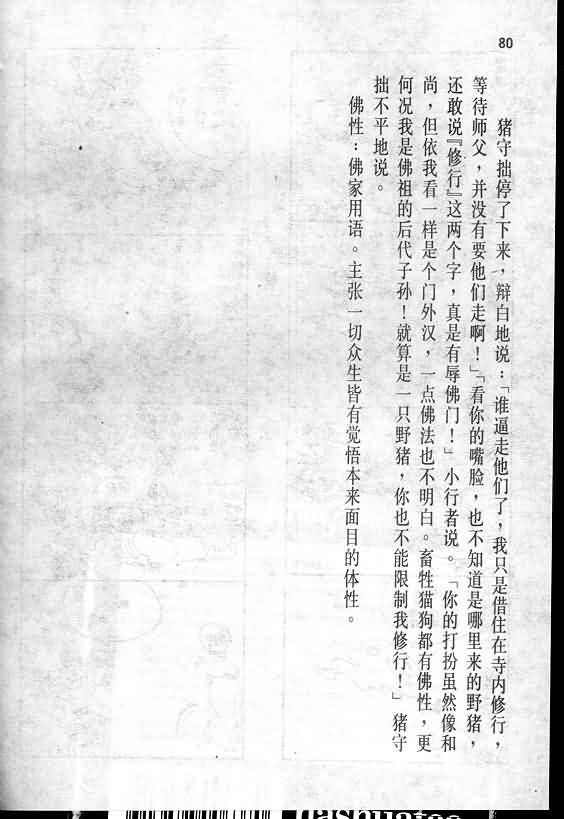 80
猪守拙停了下来，辩白地说：「谁逼走他们了，我只是借住在寺内修行，
等待师父，并没有要他们走啊！」「看你的嘴脸，也不知道是哪里来的野猪，
还敢说『修行』这两个字，真是有辱佛门！」小行者说。「你的打扮虽然像和
尚，但依我看一样是个门外汉，一点佛法也不明白。畜牲猫狗都有佛性，更
何况我是佛祖的后代子孙！就算是一只野猪，你也不能限制我修行！」猪守
拙不平地说。
佛性：佛家用语。主张一切众生皆有觉悟本来面目的体性。